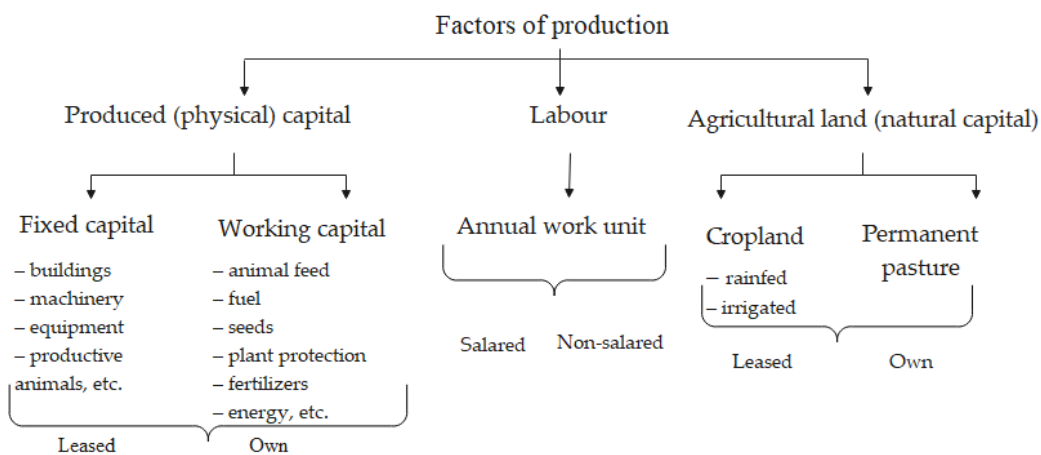 Factors of production
Produced (physical) capital
Labour
Agricultural land (natural capital)
Fixed capital
– buildings
– machinery
– equipment
– productive
animals, etc.
Working capital
– animal feed
– fuel
– seeds
– plant protection
– fertilizers
– energy, etc.
Leased
Own
Annual work unit
Salared
Non-salared
Cropland
– rainfed
– irrigated
Permanent
pasture
Leased
Own